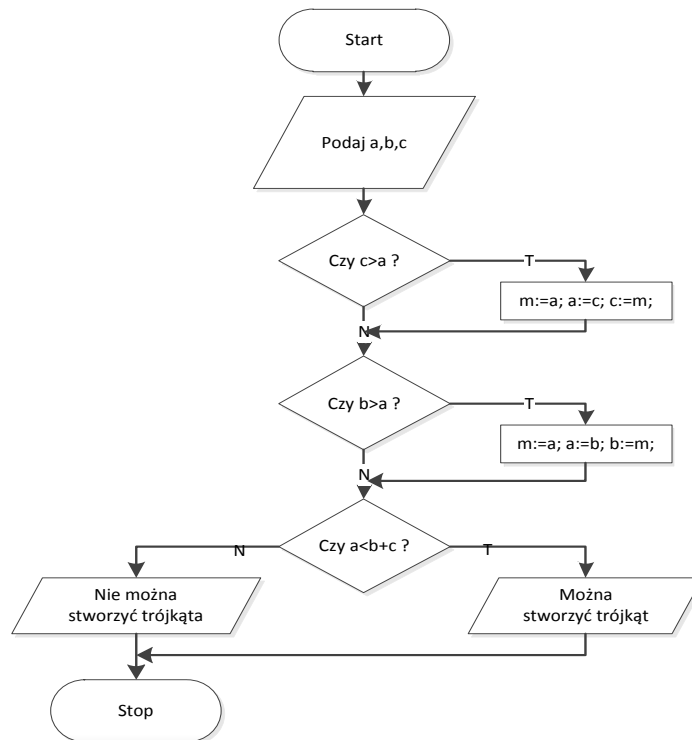 Start
Podaj a,b,c
Czy c>a ?
T
m:=a; a:=c; c:=m;
N
Czy b>a ?
T
m:=a; a:=b; b:=m;
N
Czy a<b+c ?
N
T
Nie można
stworzyć trójkąta
Można
stworzyć trójkąt
Stop